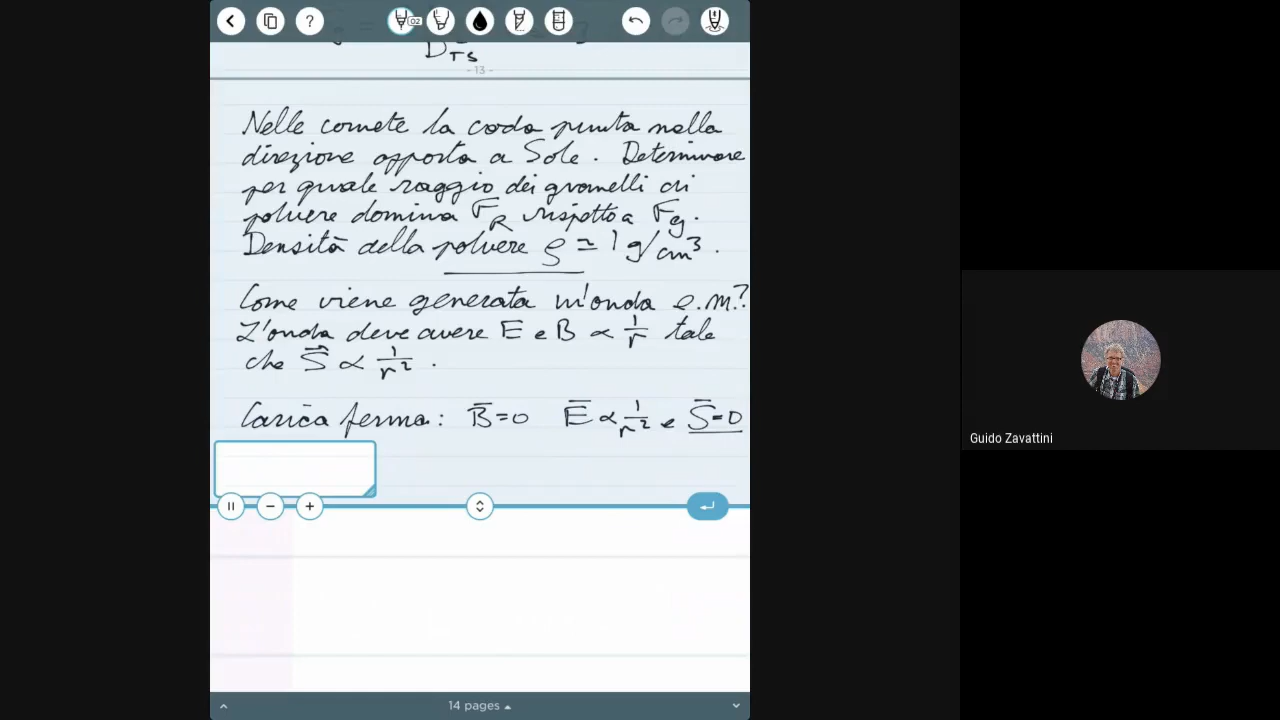 D_TS
- 13 -
Nelle comete la coda punta nella
direzione opposta a Sole. Determinare
per quale raggio dei granelli di
polvere domina F_R rispetto a F_g.
Densità della polvere ρ ≃ 1 g/cm³.
Come viene generata un'onda e.m.?
L'onda deve avere E e B ∝ 1/r tale
che S⃗ ∝ 1/r².
Carica ferma: B̄=0 Ē ∝ 1/r² e S̄=0
14 pages
Guido Zavattini